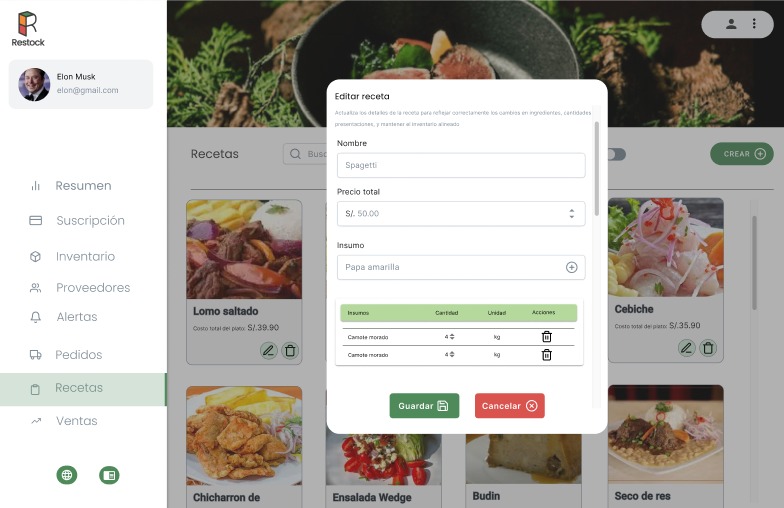 Restock
Elon Musk
elon@gmail.com
Resumen
Suscripción
Inventario
Proveedores
Alertas
Pedidos
Recetas
Ventas
Recetas
Busc
CREAR
Lomo saltado
Costo total del plato: S/.39.90
Cebiche
Costo total del plato: S/.35.90
Chicharron de
Ensalada Wedge
Budin
Seco de res
Editar receta
Actualiza los detalles de la receta para reflejar correctamente los cambios en ingredientes, cantidades
presentaciones, y mantener al inventario alineado
Nombre
Spagetti
Precio total
S/. 50.00
Insumo
Papa amarilla
Insumos Cantidad Unidad Acciones
Camote morado 4 kg
Camote morado 4 kg
Guardar
Cancelar